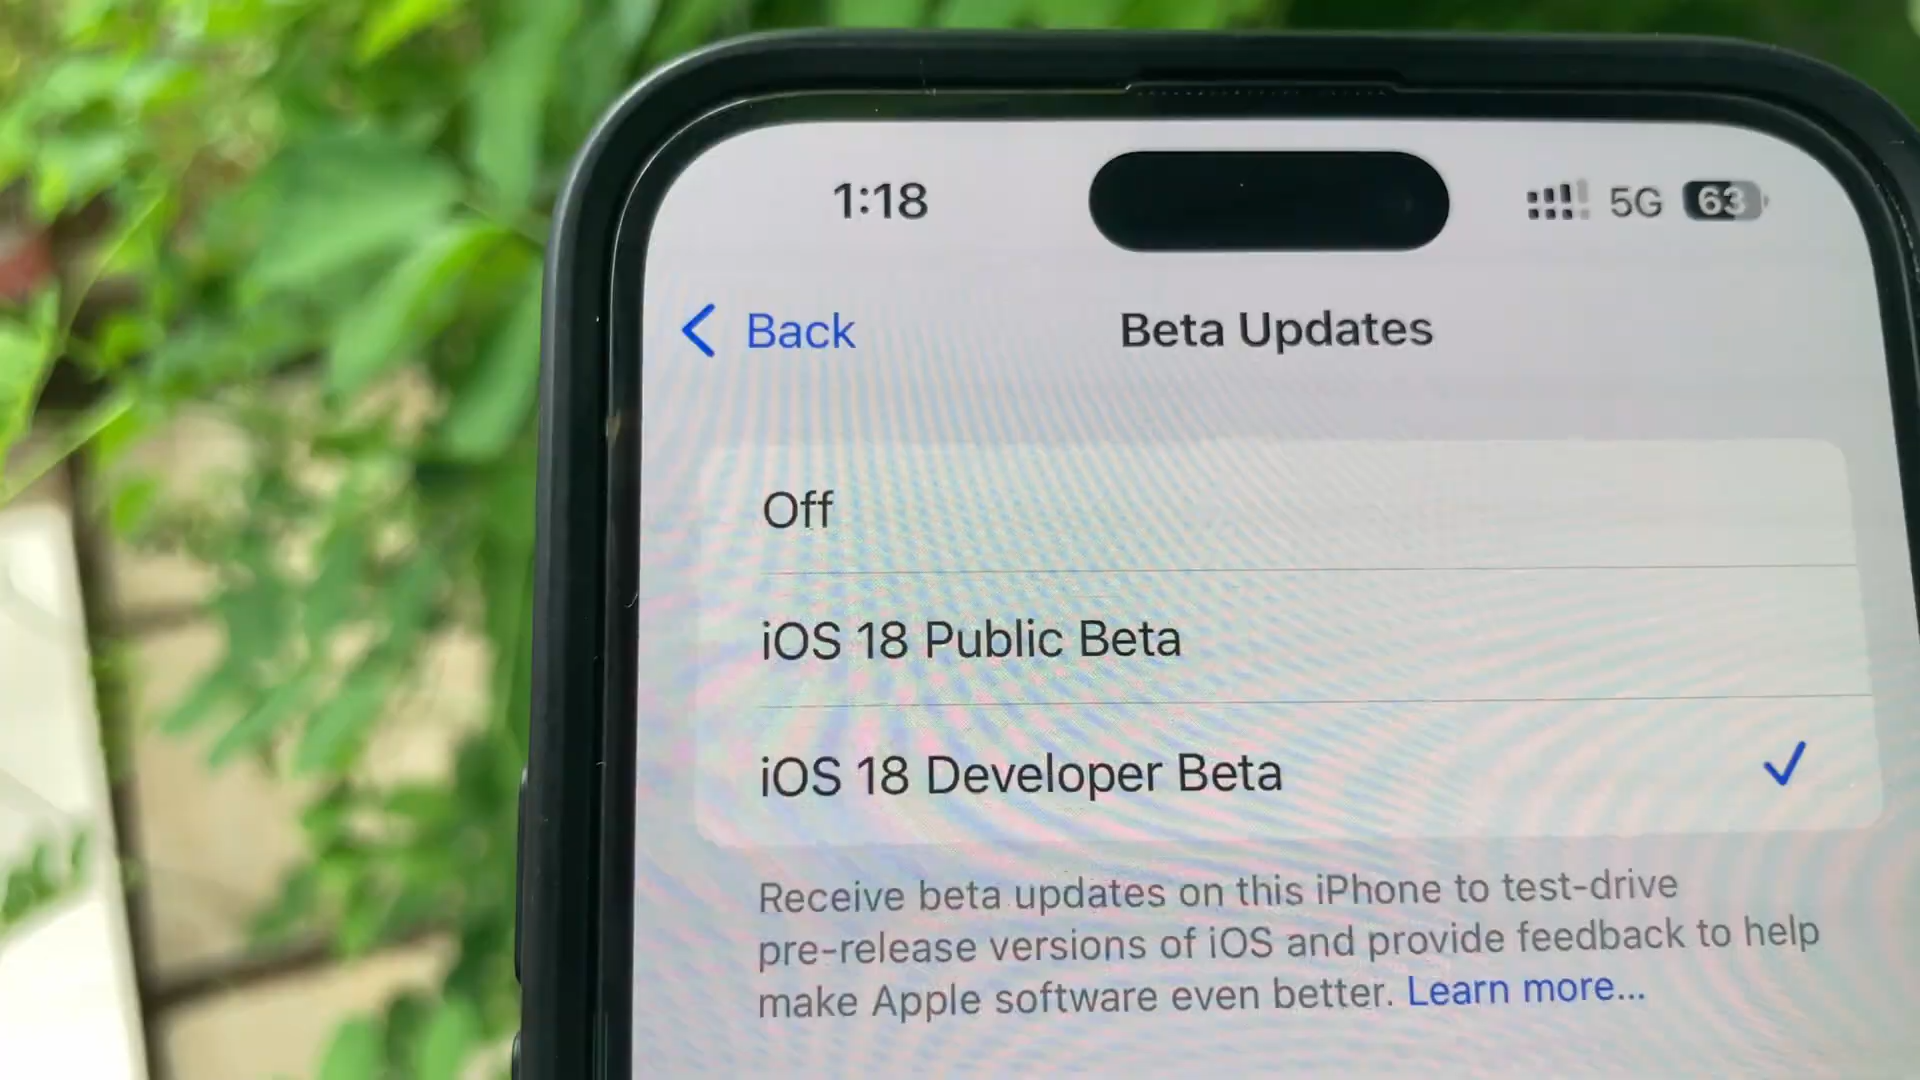 1:18
5G
63
Back
Beta Updates
Off
iOS 18 Public Beta
iOS 18 Developer Beta
Receive beta updates on this iPhone to test-drive
pre-release versions of iOS and provide feedback to help
make Apple software even better. Learn more...